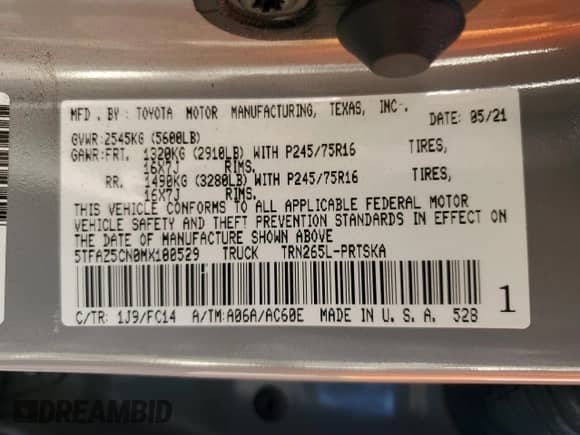 MFD. BY: TOYOTA MOTOR MANUFACTURING, TEXAS, INC.. DATE: 05/21
GVWR: 2545KG (5600LB)
GAWR:FRT. 1320KG (2910LB) WITH P245/75R16 TIRES,
16X7J RIMS.
RR. 1490KG (3280LB) WITH P245/75R16 TIRES,
16X7J RIMS.
THIS VEHICLE CONFORMS TO ALL APPLICABLE FEDERAL MOTOR
VEHICLE SAFETY AND THEFT PREVENTION STANDARDS IN EFFECT ON
THE DATE OF MANUFACTURE SHOWN ABOVE
5TFAZ5CN0MX100529 TRUCK TRN265L-PRTSKA
C/TR: 1J9/FC14 A/TM:A06A/AC60E MADE IN U. S. A. 528
1
DREAMBID